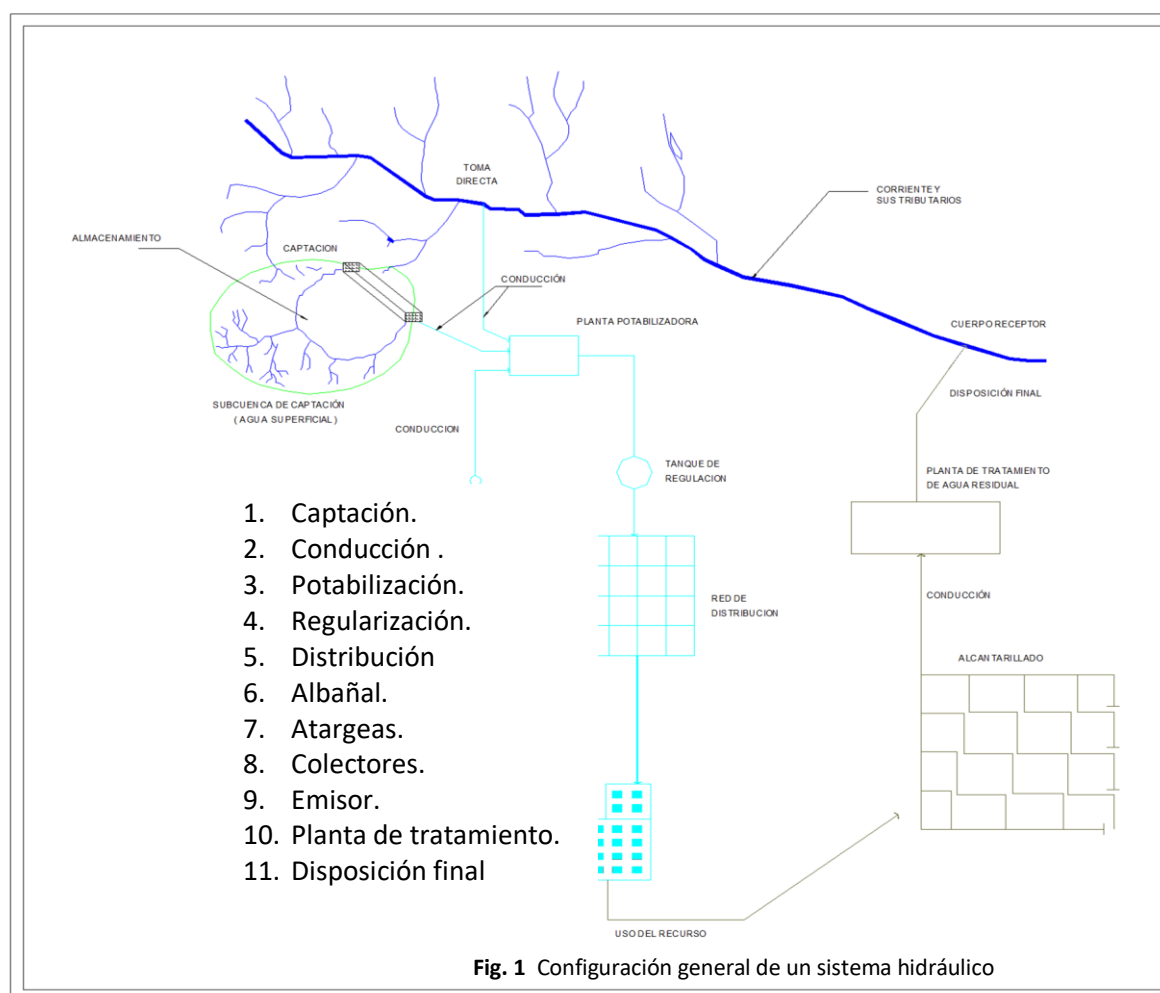 TOMA
DIRECTA
CORRIENTE Y
SUS TRIBUTARIOS
ALMACENAMIENTO
CAPTACION
CONDUCCIÓN
PLANTA POTABILIZADORA
CUERPO RECEPTOR
SUBCUENCA DE CAPTACIÓN
( AGUA SUPERFICIAL )
DISPOSICIÓN FINAL
CONDUCCION
TANQUE DE
REGULACION
PLANTA DE TRATAMIENTO
DE AGUA RESIDUAL
1. Captación.
2. Conducción .
3. Potabilización.
4. Regularización.
5. Distribución
6. Albañal.
7. Atargeas.
8. Colectores.
9. Emisor.
10. Planta de tratamiento.
11. Disposición final
RED DE
DISTRIBUCION
CONDUCCIÓN
ALCANTARILLADO
USO DEL RECURSO
Fig. 1 Configuración general de un sistema hidráulico